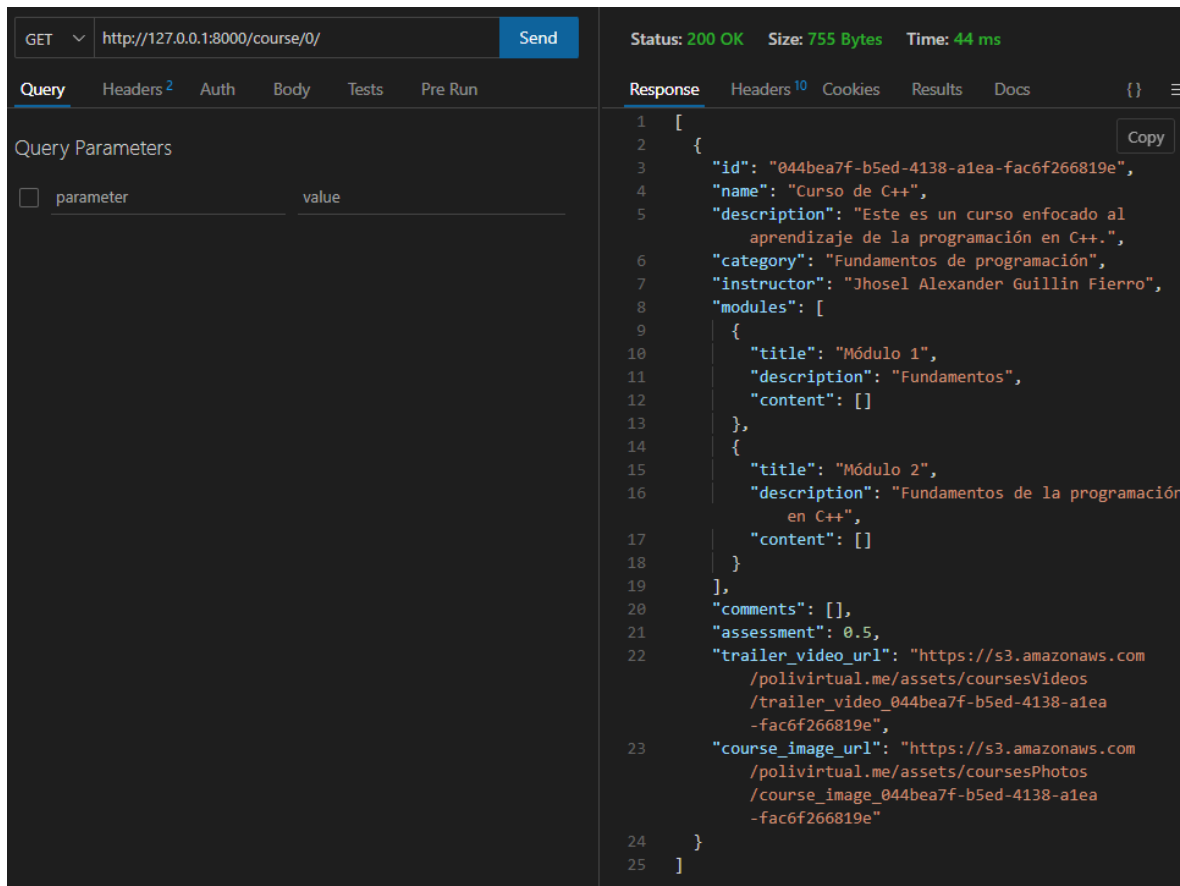 GET http://127.0.0.1:8000/course/0/ Send
Query Headers 2 Auth Body Tests Pre Run
Query Parameters
parameter value
Status: 200 OK Size: 755 Bytes Time: 44 ms
Response Headers 10 Cookies Results Docs {} ≡
Copy
1 [
2 {
3 "id": "044bea7f-b5ed-4138-a1ea-fac6f266819e",
4 "name": "Curso de C++",
5 "description": "Este es un curso enfocado al
aprendizaje de la programación en C++.",
6 "category": "Fundamentos de programación",
7 "instructor": "Jhosel Alexander Guillin Fierro",
8 "modules": [
9 {
10 "title": "Módulo 1",
11 "description": "Fundamentos",
12 "content": []
13 },
14 {
15 "title": "Módulo 2",
16 "description": "Fundamentos de la programación
en C++",
17 "content": []
18 }
19 ],
20 "comments": [],
21 "assessment": 0.5,
22 "trailer_video_url": "https://s3.amazonaws.com
/polivirtual.me/assets/coursesVideos
/trailer_video_044bea7f-b5ed-4138-a1ea
-fac6f266819e",
23 "course_image_url": "https://s3.amazonaws.com
/polivirtual.me/assets/coursesPhotos
/course_image_044bea7f-b5ed-4138-a1ea
-fac6f266819e"
24 }
25 ]